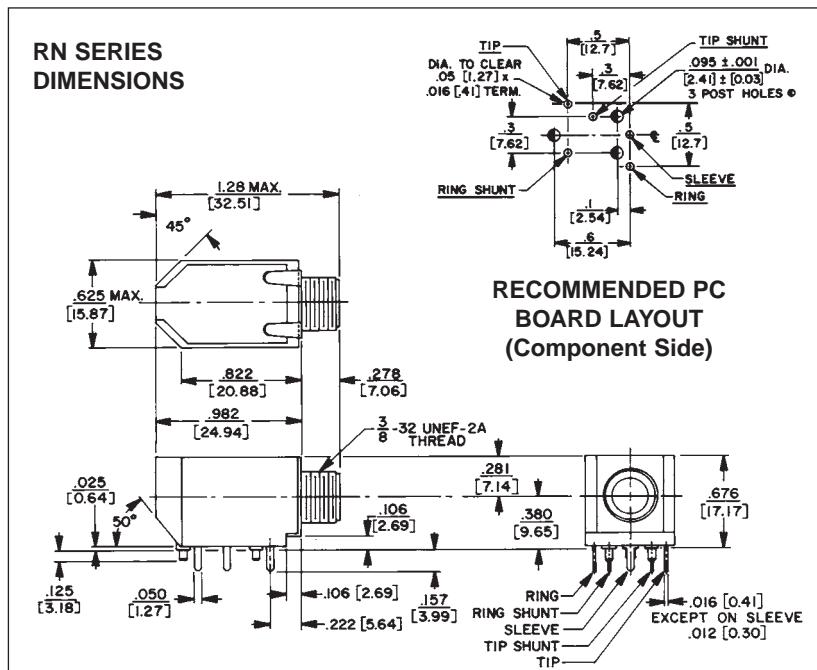 RN SERIES
DIMENSIONS
TIP
DIA. TO CLEAR
.05 [1.27] x
.016 [.41] TERM.
.5
[12.7]
.3
[7.62]
TIP SHUNT
.095 ±.001
[2.41] ± [0.03] DIA.
3 POST HOLES
.3
[7.62]
.5
[12.7]
RING SHUNT
SLEEVE
RING
.1
[2.54]
.6
[15.24]
RECOMMENDED PC
BOARD LAYOUT
(Component Side)
1.28 MAX.
[32.51]
45°
.625 MAX.
[15.87]
.822
[20.88]
.278
[7.06]
.982
[24.94]
3/8 -32 UNEF-2A
THREAD
.025
[0.64]
50°
.281
[7.14]
.106
[2.69]
.380
[9.65]
.676
[17.17]
.125
[3.18]
.050
[1.27]
.106 [2.69]
.222 [5.64]
.157
[3.99]
RING
RING SHUNT
SLEEVE
TIP SHUNT
TIP
.016 [0.41]
EXCEPT ON SLEEVE
.012 [0.30]